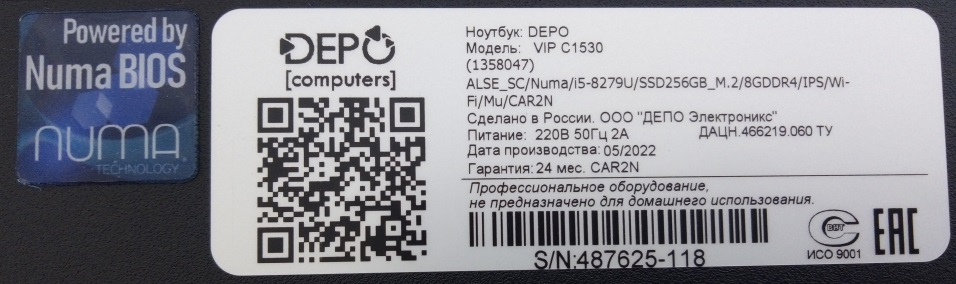 Powered by
Numa BIOS
numa
TECHNOLOGY
DEPO
[computers]
Ноутбук: DEPO
Модель: VIP C1530
(1358047)
ALSE_SC/Numa/i5-8279U/SSD256GB_M.2/8GDDR4/IPS/Wi-
Fi/Mu/CAR2N
Сделано в России. ООО "ДЕПО Электроникс"
Питание: 220В 50Гц 2А ДАЦН.466219.060 ТУ
Дата производства: 05/2022
Гарантия: 24 мес. CAR2N
Профессиональное оборудование,
не предназначено для домашнего использования.
S/N:487625-118
ИСО 9001
EAC